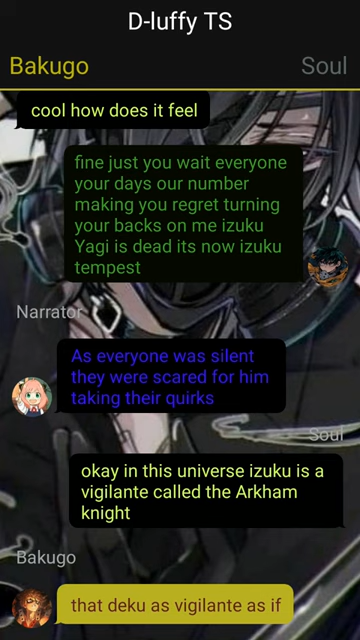 D-luffy TS
Bakugo
Soul
cool how does it feel
fine just you wait everyone
your days our number
making you regret turning
your backs on me izuku
Yagi is dead its now izuku
tempest
Narrator
As everyone was silent
they were scared for him
taking their quirks
Soul
okay in this universe izuku is a
vigilante called the Arkham
knight
Bakugo
that deku as vigilante as if